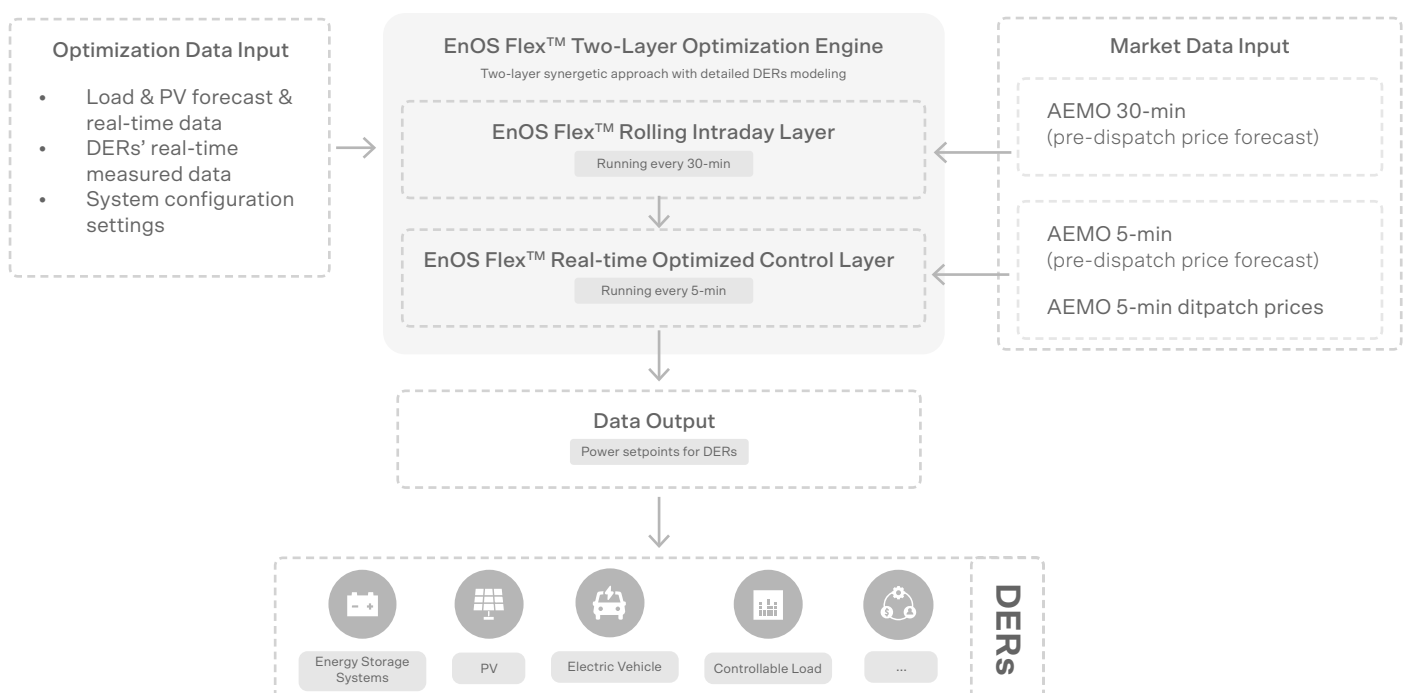 Optimization Data Input
• Load & PV forecast &
real-time data
• DERs’ real-time
measured data
• System configuration
settings
EnOS Flex™ Two-Layer Optimization Engine
Two-layer synergetic approach with detailed DERs modeling
EnOS Flex™ Rolling Intraday Layer
Running every 30-min
EnOS Flex™ Real-time Optimized Control Layer
Running every 5-min
Market Data Input
AEMO 30-min
(pre-dispatch price forecast)
AEMO 5-min
(pre-dispatch price forecast)
AEMO 5-min ditpatch prices
Data Output
Power setpoints for DERs
Energy Storage
Systems
PV
Electric Vehicle
Controllable Load
...
DERs